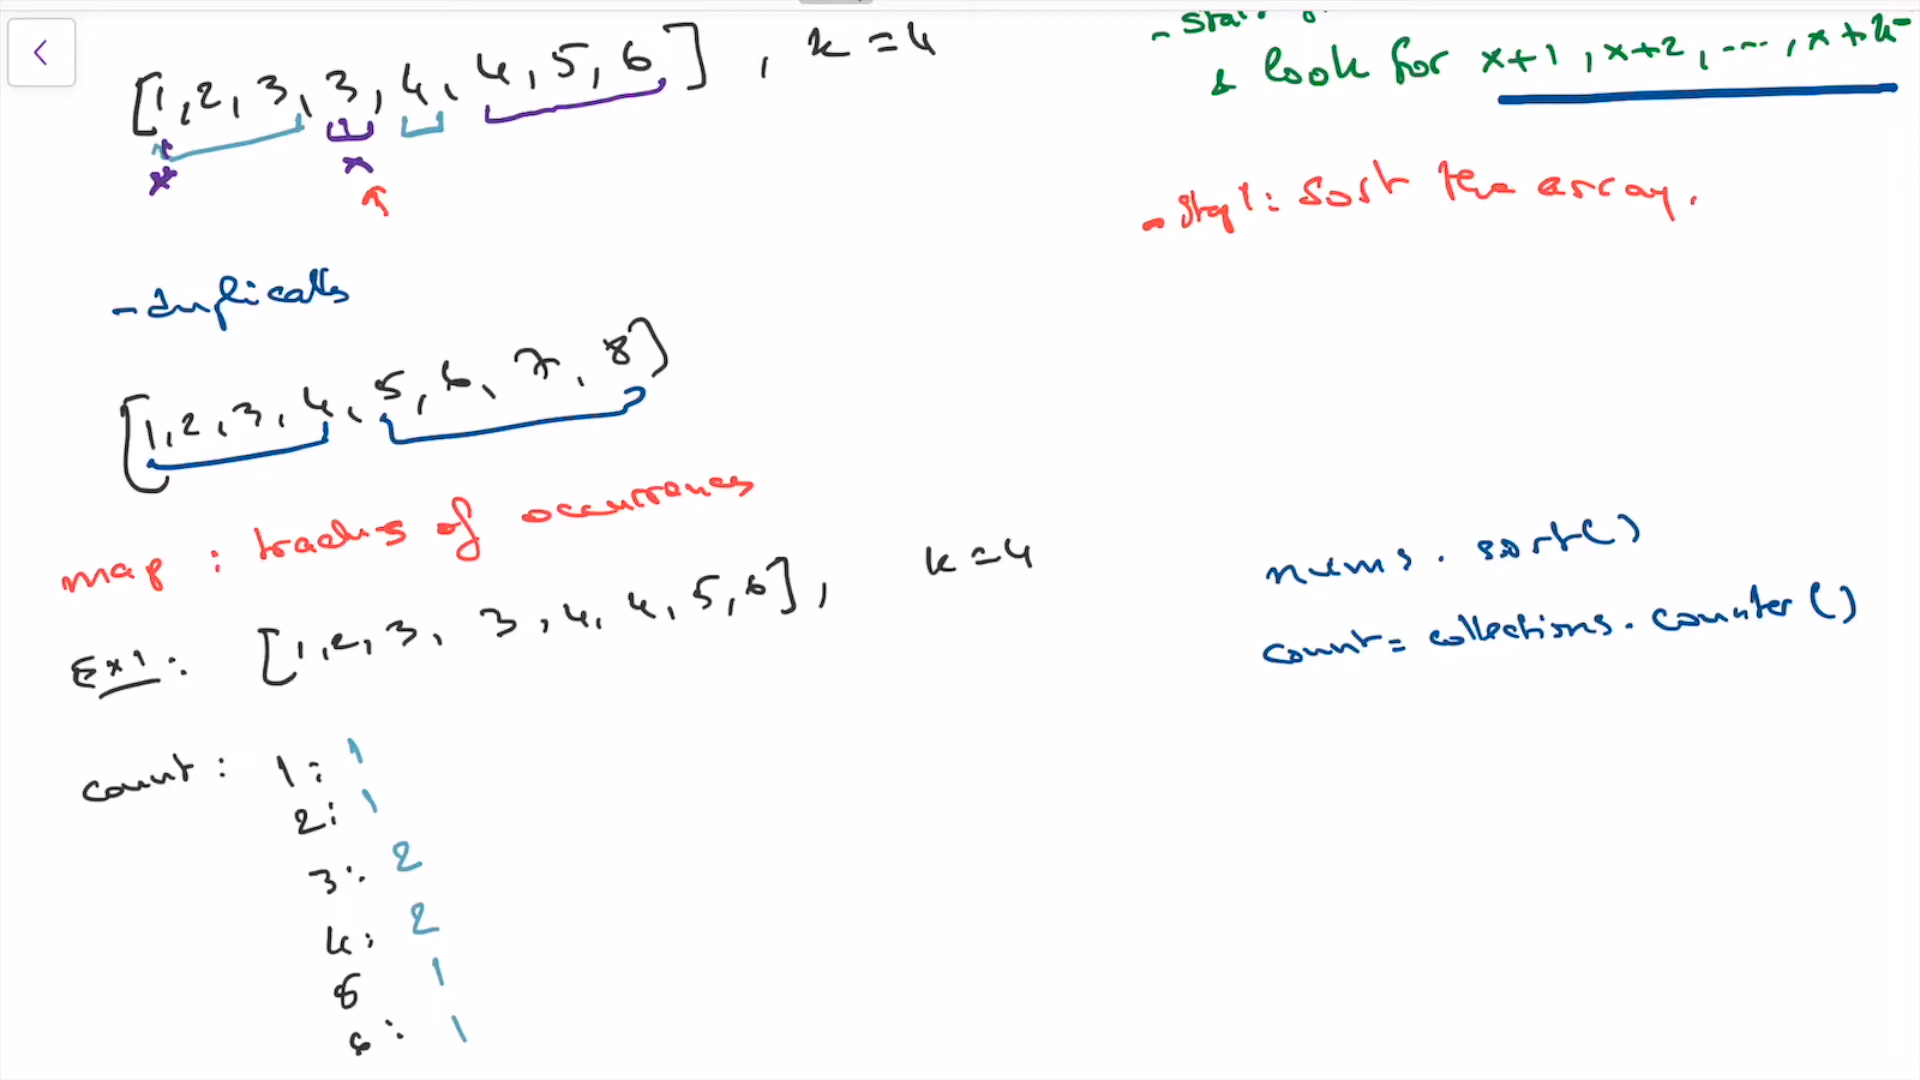 [1, 2, 3, 3, 4, 4, 5, 6], k = 4
& look for x+1, x+2, ---, x+k-
- Step 1: Sort the array.
- duplicates
[1, 2, 3, 4, 5, 6, 7, 8]
map : tracks of occurrences
Ex1: [1, 2, 3, 3, 4, 4, 5, 6], k = 4
nums.sort()
count = collections.counter()
count: 1: 1
2: 1
3: 2
4: 2
5 1
6: 1